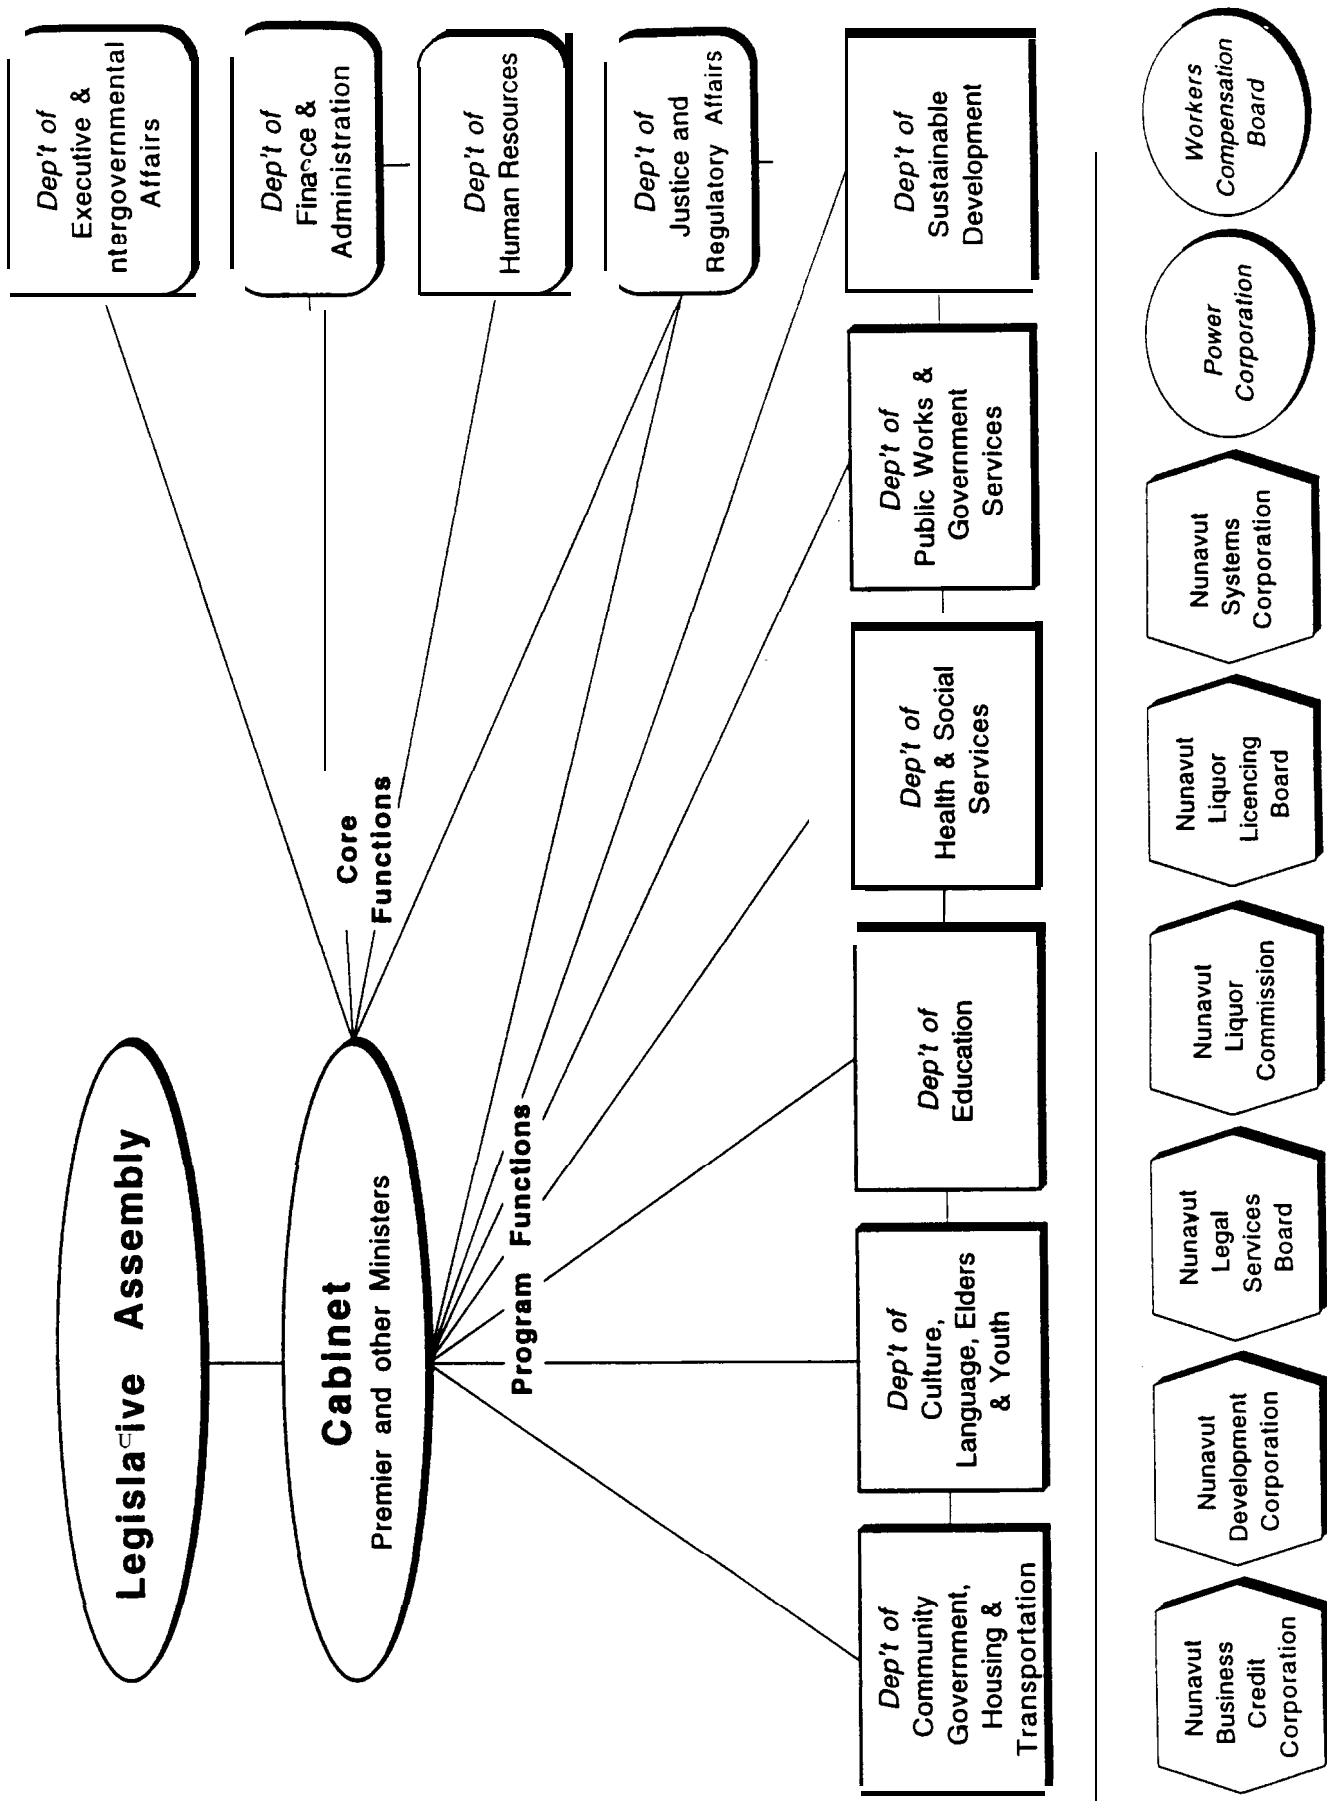 Legislative Assembly
Cabinet
Premier and other Ministers
Core
Functions
Program Functions
Dep't of
Executive &
ntergovernmental
Affairs
Dep't of
Finance &
Administration
Dep't of
Human Resources
Dep't of
Justice and
Regulatory Affairs
Dep't of
Community
Government,
Housing &
Transportation
Dep't of
Culture,
Language, Elders
& Youth
Dep't of
Education
Dep't of
Health & Social
Services
Dep't of
Public Works &
Government
Services
Dep't of
Sustainable
Development
Nunavut
Business
Credit
Corporation
Nunavut
Development
Corporation
Nunavut
Legal
Services
Board
Nunavut
Liquor
Commission
Nunavut
Liquor
Licencing
Board
Nunavut
Systems
Corporation
Power
Corporation
Workers
Compensation
Board